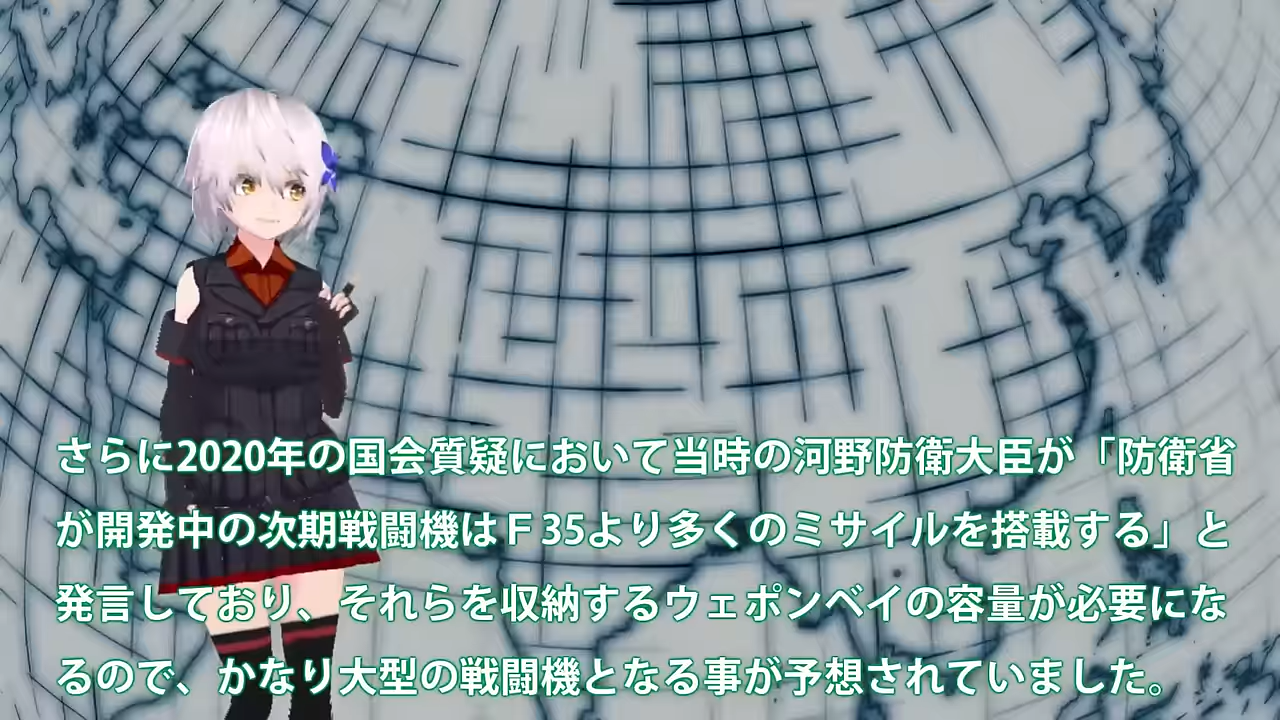 さらに2020年の国会質疑において当時の河野防衛大臣が「防衛省
が開発中の次期戦闘機はＦ35より多くのミサイルを搭載する」と
発言しており、それらを収納するウェポンベイの容量が必要にな
るので、かなり大型の戦闘機となる事が予想されていました。